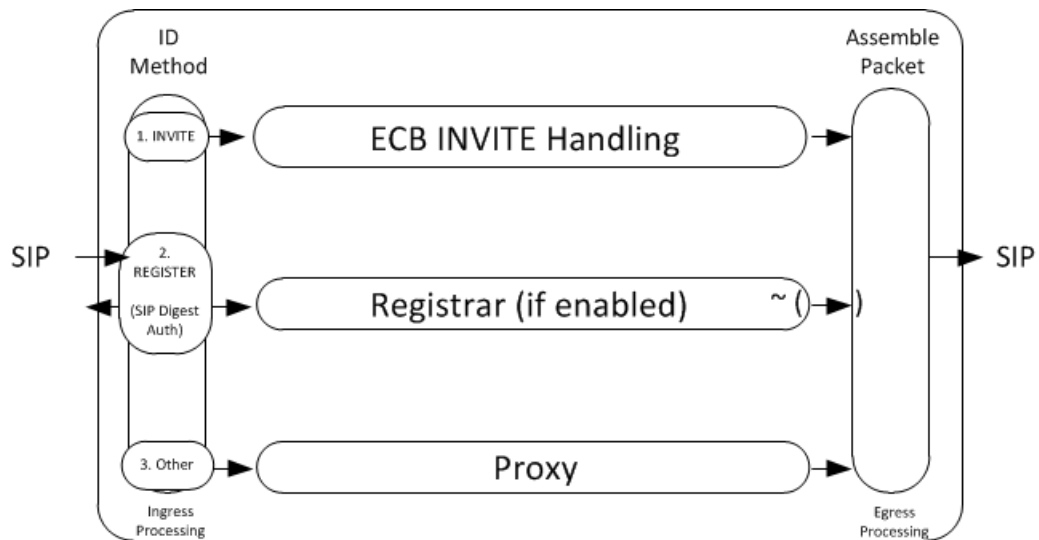 ID
Method
Assemble
Packet
1. INVITE
ECB INVITE Handling
SIP
2.
REGISTER
(SIP Digest
Auth)
Registrar (if enabled)
~ ( )
SIP
3. Other
Proxy
Ingress
Processing
Egress
Processing